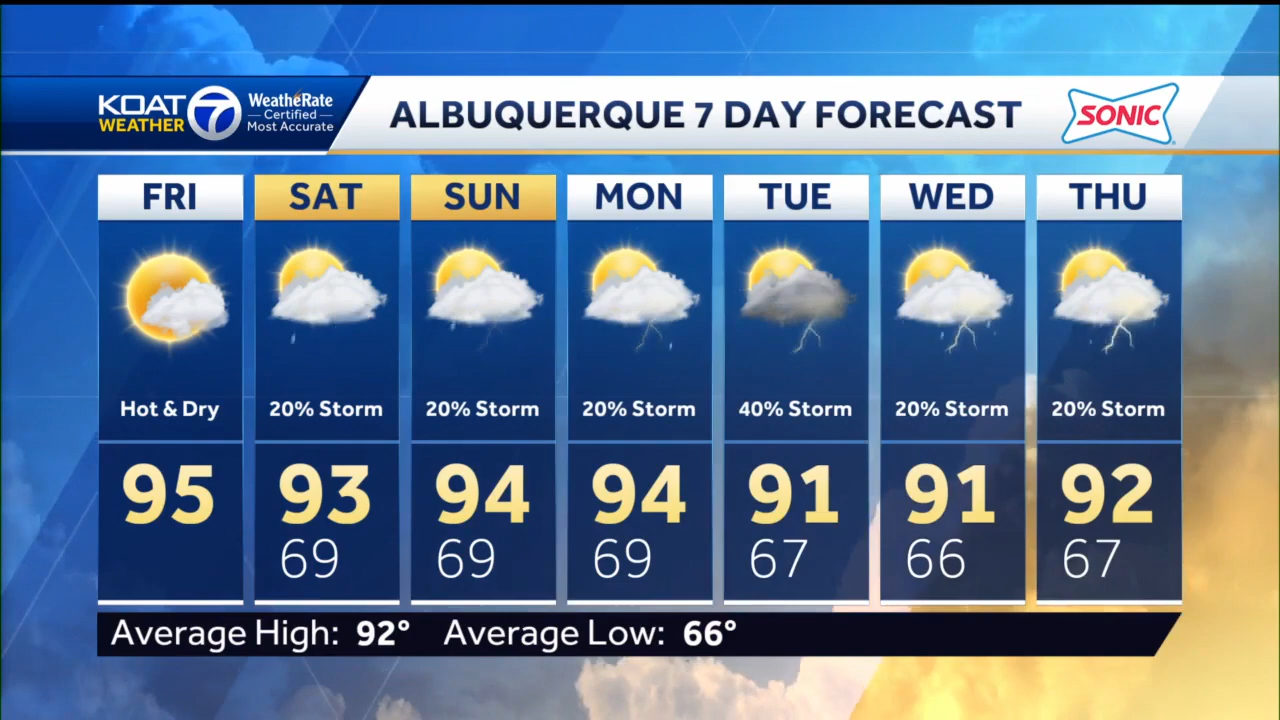 KOAT
WEATHER
7
WeatheRate
Certified
Most Accurate
ALBUQUERQUE 7 DAY FORECAST
SONIC
FRI SAT SUN MON TUE WED THU
Hot & Dry 20% Storm 20% Storm 20% Storm 40% Storm 20% Storm 20% Storm
95 93 94 94 91 91 92
69 69 69 67 66 67
Average High: 92° Average Low: 66°